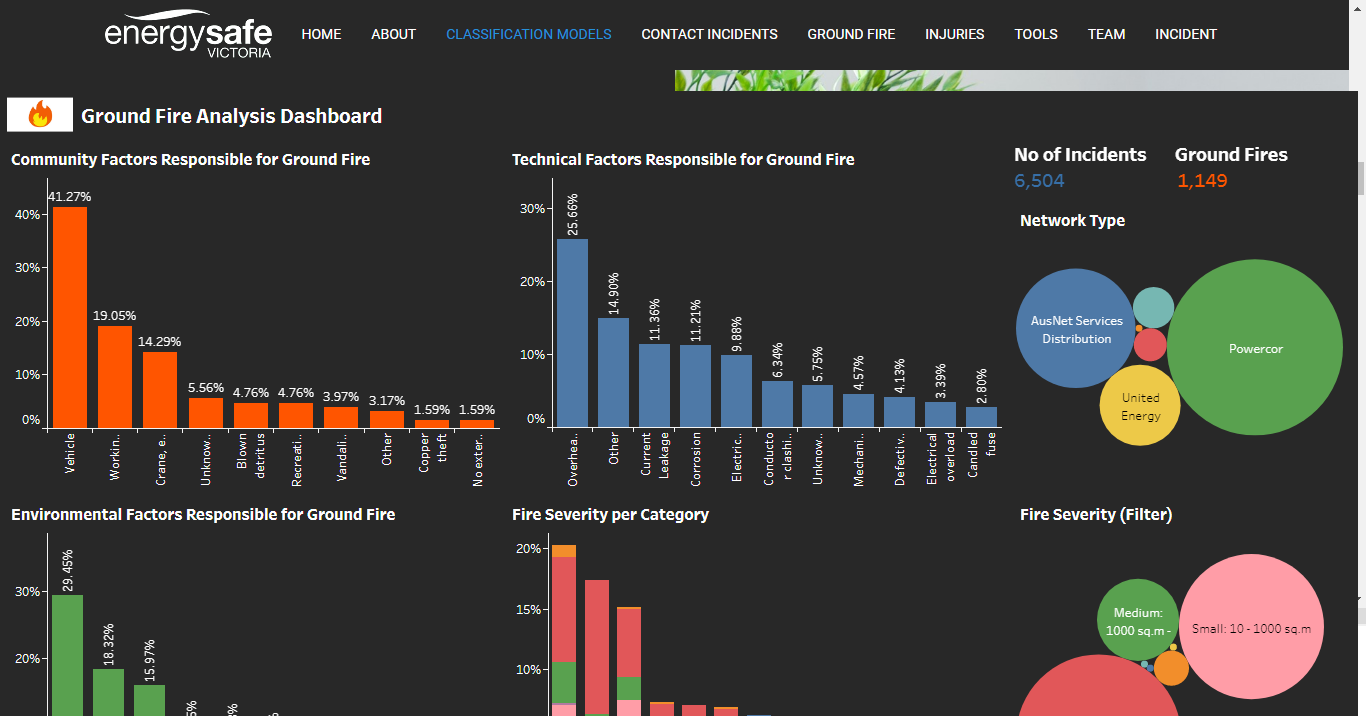 energysafe
VICTORIA
HOME ABOUT CLASSIFICATION MODELS CONTACT INCIDENTS GROUND FIRE INJURIES TOOLS TEAM INCIDENT
Ground Fire Analysis Dashboard
Community Factors Responsible for Ground Fire
41.27%
19.05%
14.29%
5.56%
4.76%
4.76%
3.97%
3.17%
1.59%
1.59%
40%
30%
20%
10%
0%
Vehicle
Workin..
Crane, e..
Unknow..
Blown
detritus
Recreati..
Vandali..
Other
Copper
theft
No exter..
Technical Factors Responsible for Ground Fire
25.66%
14.90%
11.36%
11.21%
9.88%
6.34%
5.75%
4.57%
4.13%
3.39%
2.80%
30%
20%
10%
0%
Overhea..
Other
Current
Leakage
Corrosion
Electric..
Conducto
r clashi..
Unknow..
Mechani..
Defectiv..
Electrical
overload
Candled
fuse
No of Incidents
6,504
Ground Fires
1,149
Network Type
AusNet Services
Distribution
Powercor
United
Energy
Environmental Factors Responsible for Ground Fire
29.45%
18.32%
15.97%
30%
20%
Fire Severity per Category
20%
15%
10%
Fire Severity (Filter)
Medium:
1000 sq.m -
Small: 10 - 1000 sq.m